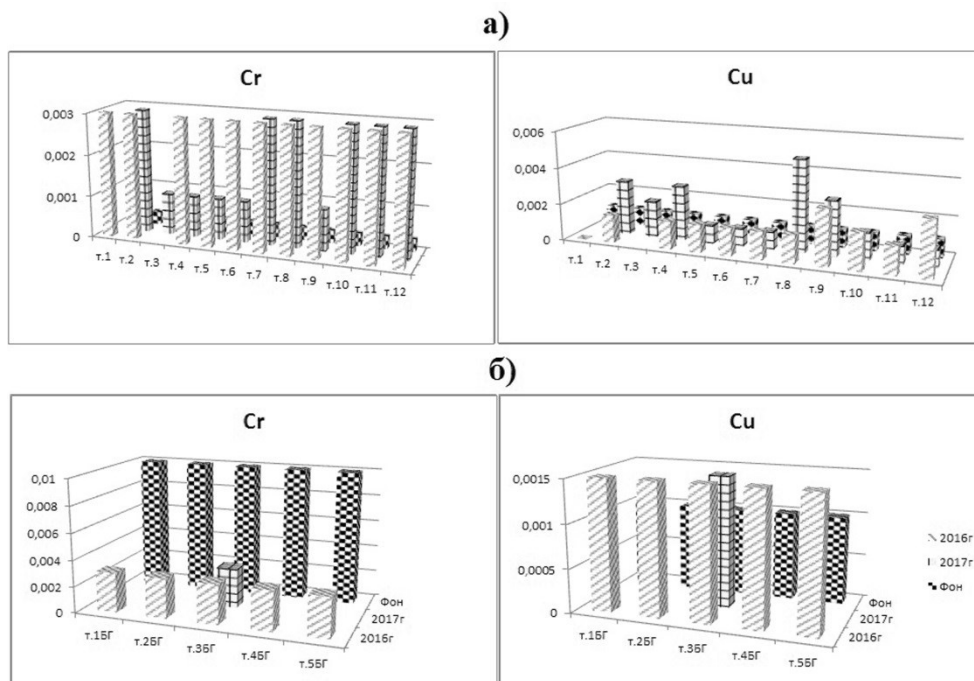 а)
Cr
0,003
0,002
0,001
0
т.1
т.2
т.3
т.4
т.5
т.6
т.7
т.8
т.9
т.10
т.11
т.12
Cu
0,006
0,004
0,002
0
т.1
т.2
т.3
т.4
т.5
т.6
т.7
т.8
т.9
т.10
т.11
т.12
б)
Cr
0,01
0,008
0,006
0,004
0,002
0
т.1БГ
т.2БГ
т.3БГ
т.4БГ
т.5БГ
Фон
2017г
2016г
Cu
0,0015
0,001
0,0005
0
т.1БГ
т.2БГ
т.3БГ
т.4БГ
т.5БГ
Фон
2017г
2016г
2016г
2017г
Фон